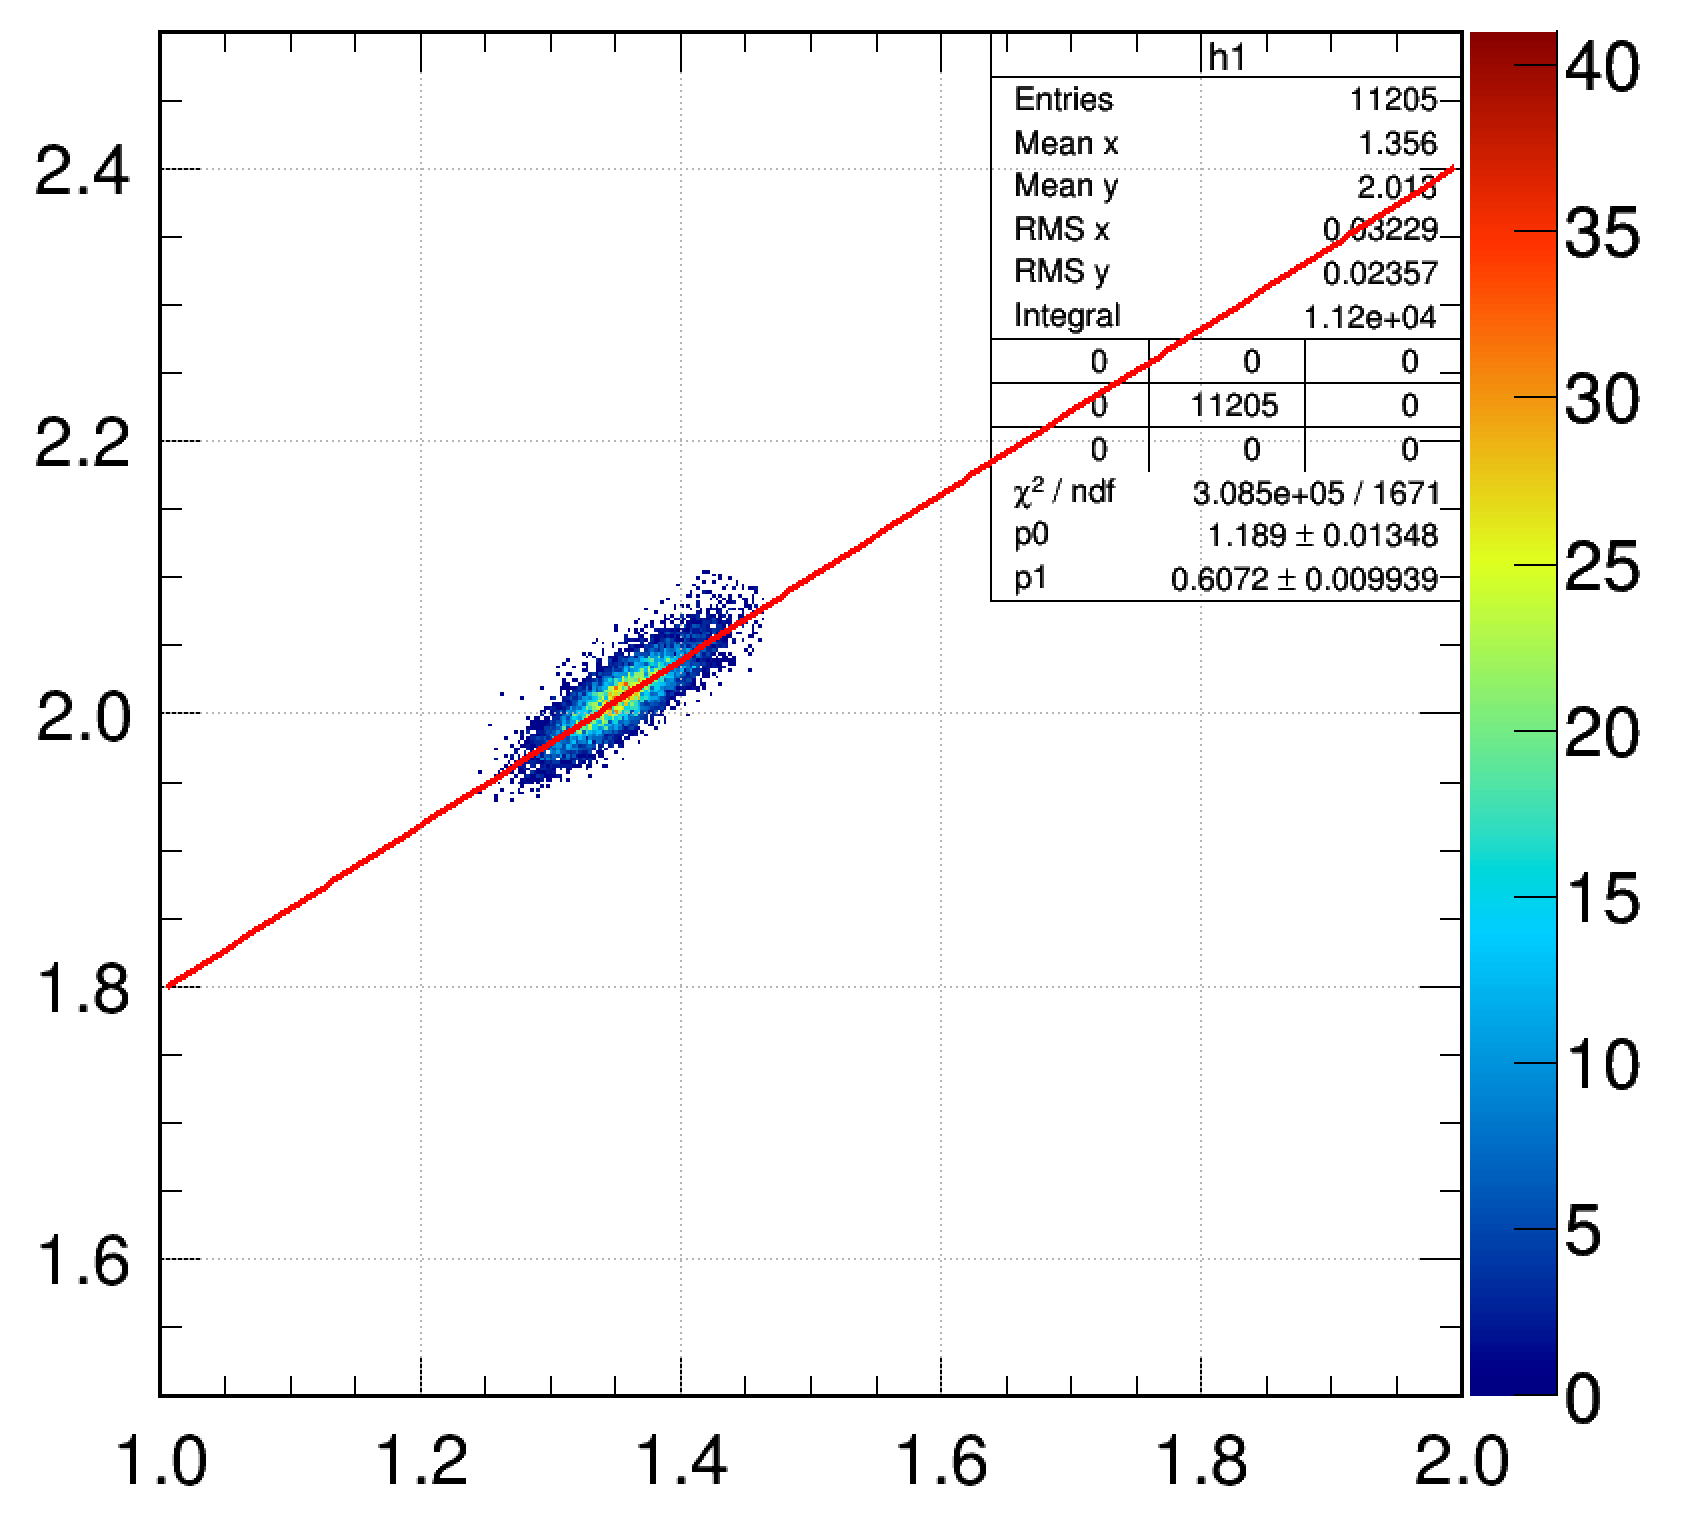 h1
Entries 11205
Mean x 1.356
Mean y 2.013
RMS x 0.03229
RMS y 0.02357
Integral 1.12e+04
0 0 0
0 11205 0
0 0 0
χ² / ndf 3.085e+05 / 1671
p0 1.189 ± 0.01348
p1 0.6072 ± 0.009939
2.4
2.2
2.0
1.8
1.6
1.0 1.2 1.4 1.6 1.8 2.0
40
35
30
25
20
15
10
5
0